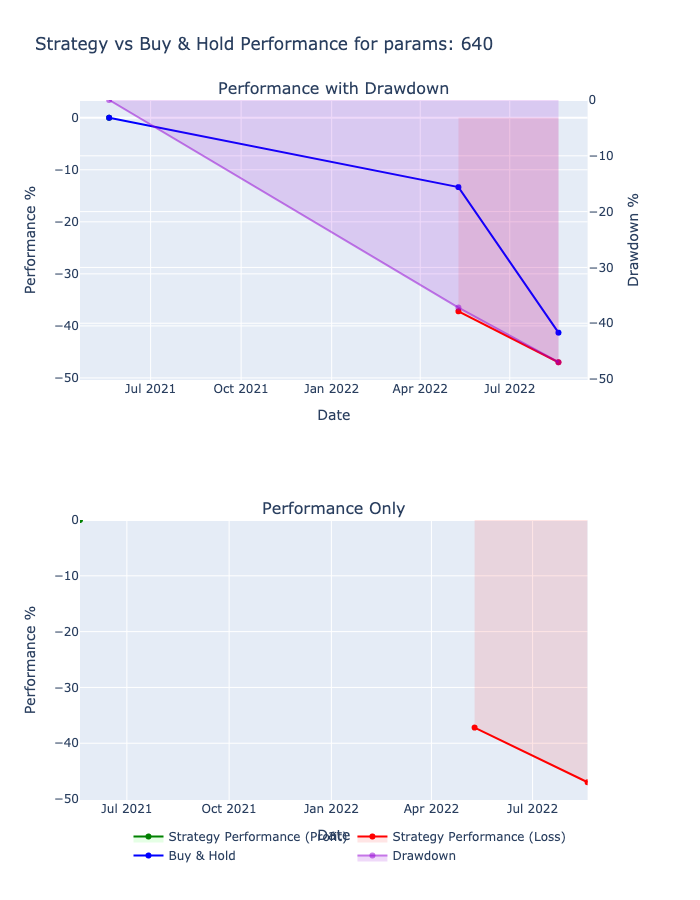 Strategy vs Buy & Hold Performance for params: 640
Performance with Drawdown
0
−10
−20
−30
−40
−50
Performance %
0
−10
−20
−30
−40
−50
Drawdown %
Jul 2021
Oct 2021
Jan 2022
Apr 2022
Jul 2022
Date
Performance Only
0
−10
−20
−30
−40
−50
Performance %
Jul 2021
Oct 2021
Jan 2022
Apr 2022
Jul 2022
Date
Strategy Performance (Profit)
Strategy Performance (Loss)
Buy & Hold
Drawdown